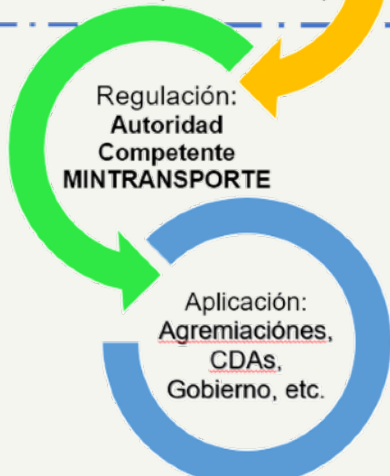 Regulación:
Autoridad
Competente
MINTRANSPORTE
Aplicación:
Agremiaciónes,
CDAs,
Gobierno, etc.